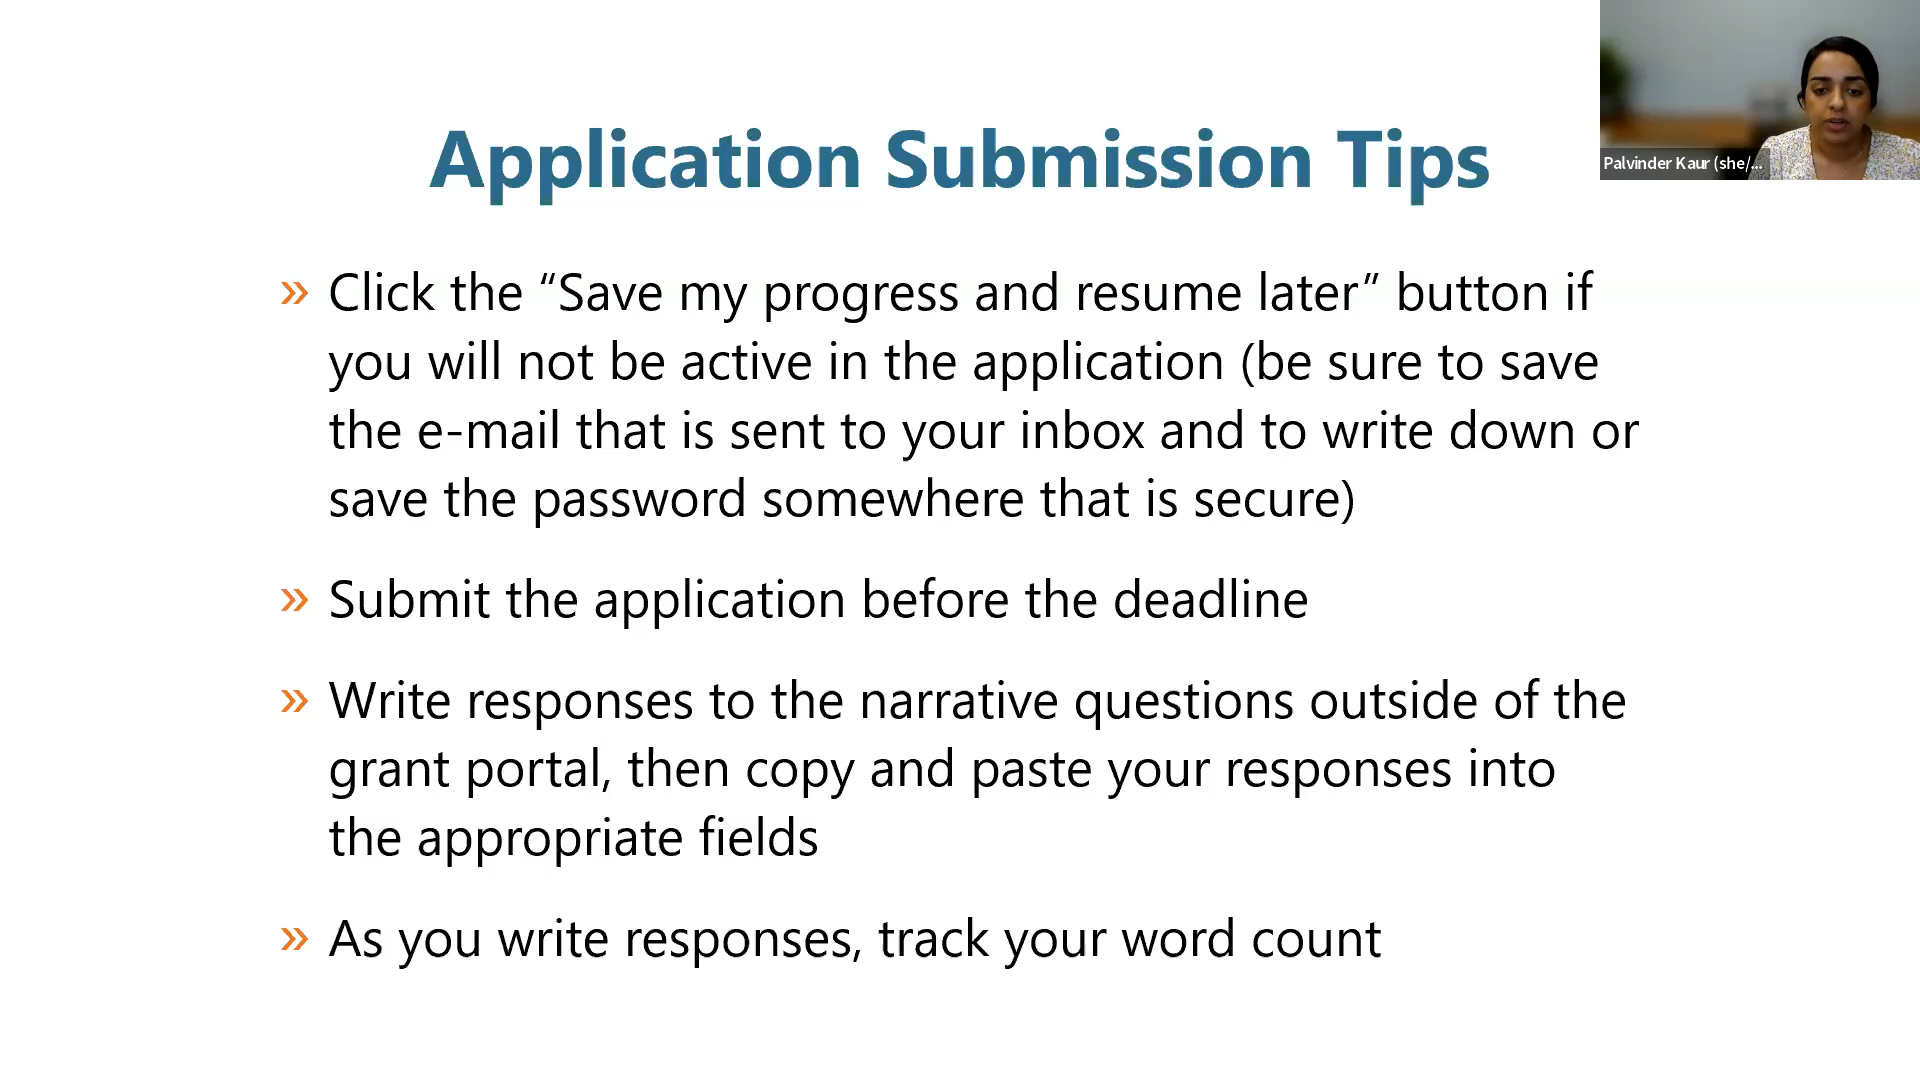 Application Submission Tips
Palvinder Kaur (she/...
» Click the “Save my progress and resume later” button if
you will not be active in the application (be sure to save
the e-mail that is sent to your inbox and to write down or
save the password somewhere that is secure)
» Submit the application before the deadline
» Write responses to the narrative questions outside of the
grant portal, then copy and paste your responses into
the appropriate fields
» As you write responses, track your word count